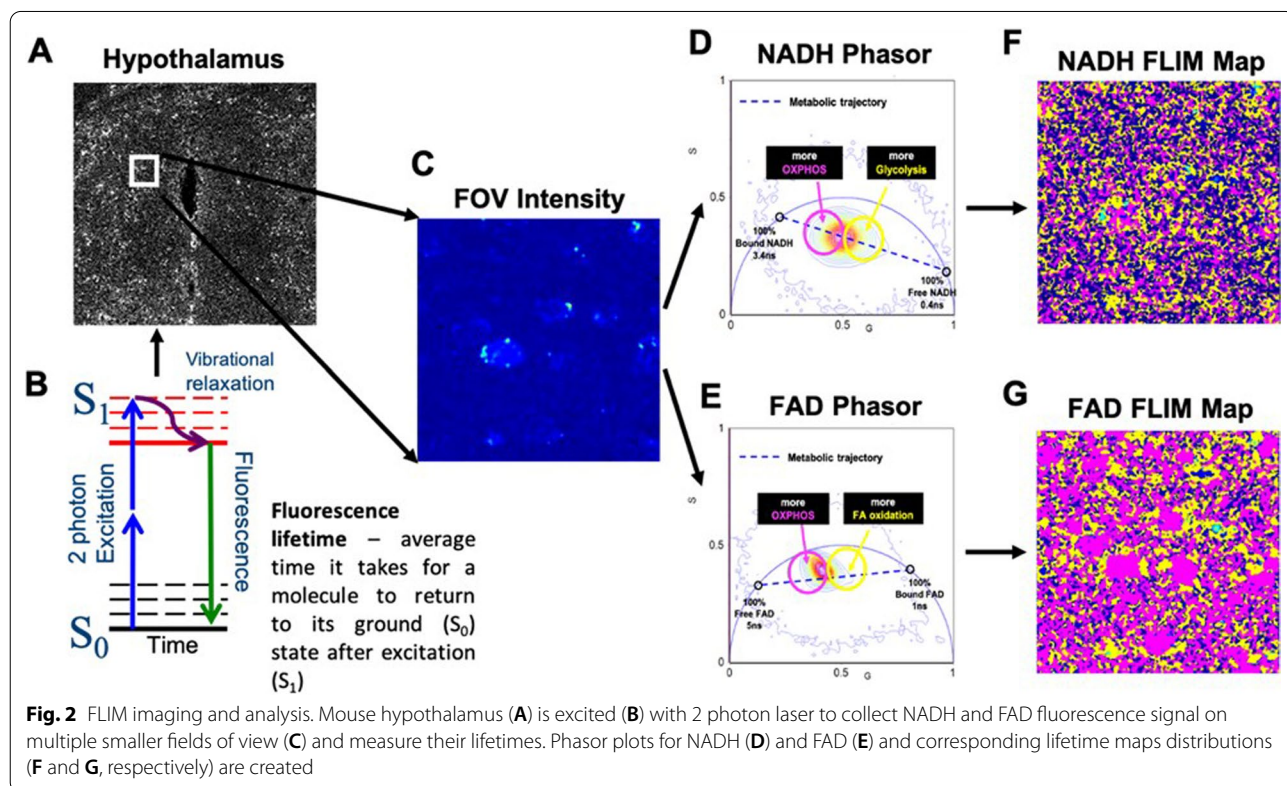 A
Hypothalamus
B
S1
S0
2 photon
Excitation
Vibrational
relaxation
Fluorescence
Time
Fluorescence
lifetime – average
time it takes for a
molecule to return
to its ground (S0)
state after excitation
(S1)
C
FOV Intensity
D
NADH Phasor
1
Metabolic trajectory
S
more
OXPHOS
more
Glycolysis
0.5
100%
Bound NADH
3.4ns
100%
Free NADH
0.4ns
0
0
0.5
G
1
E
FAD Phasor
1
Metabolic trajectory
S
more
OXPHOS
more
FA oxidation
0.5
100%
Free FAD
5ns
100%
Bound FAD
1ns
0
0
0.5
G
1
F
NADH FLIM Map
G
FAD FLIM Map
Fig. 2 FLIM imaging and analysis. Mouse hypothalamus (A) is excited (B) with 2 photon laser to collect NADH and FAD fluorescence signal on
multiple smaller fields of view (C) and measure their lifetimes. Phasor plots for NADH (D) and FAD (E) and corresponding lifetime maps distributions
(F and G, respectively) are created